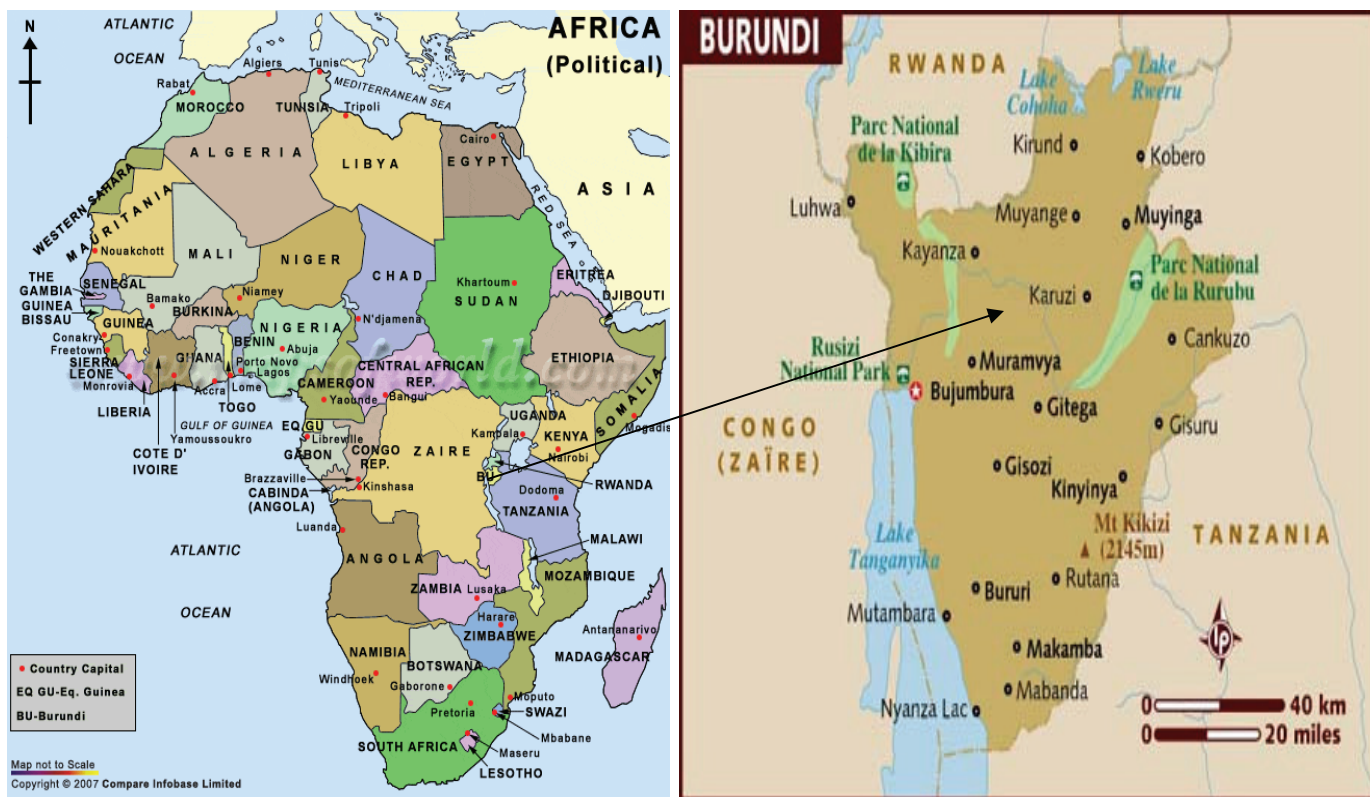 ATLANTIC
OCEAN
N
AFRICA
(Political)
Algiers
Tunis
Rabat
MEDITERRANEAN SEA
MOROCCO
TUNISIA
Tripoli
Cairo
ALGERIA
LIBYA
EGYPT
ASIA
RED SEA
WESTERN SAHARA
MAURITANIA
Nouakchott
MALI
NIGER
CHAD
Khartoum
SUDAN
ERITREA
DJIBOUTI
THE
GAMBIA
SENEGAL
GUINEA
BISSAU
Bamako
Niamey
BURKINA
GUINEA
NIGERIA
N'djamena
Conakry
Freetown
BENIN
Abuja
GHANA
SIERRA
LEONE
Porto Novo
Lagos
CENTRAL AFRICAN
REP.
ETHIOPIA
SOMALIA
Monrovia
Accra
Lome
CAMEROON
Yaounde
Bangui
LIBERIA
TOGO
GULF OF GUINEA
Yamoussoukro
COTE D'
IVOIRE
EQ GU
Libreville
GABON
CONGO
REP.
ZAIRE
UGANDA
Kampala
KENYA
Nairobi
Mogadis
BU
RWANDA
Brazzaville
Kinshasa
CABINDA
(ANGOLA)
Dodoma
TANZANIA
Luanda
MALAWI
ATLANTIC
OCEAN
ANGOLA
ZAMBIA
Lusaka
MOZAMBIQUE
Harare
ZIMBABWE
Antananarivo
MADAGASCAR
NAMIBIA
Windhoek
BOTSWANA
Gaborone
Pretoria
Moputo
SWAZI
Mbabane
SOUTH AFRICA
Maseru
LESOTHO
Country Capital
EQ GU-Eq. Guinea
BU-Burundi
Map not to Scale
Copyright © 2007 Compare Infobase Limited
BURUNDI
RWANDA
Lake
Cohoha
Lake
Rweru
Parc National
de la Kibira
Kirund
Kobero
Luhwa
Muyange
Muyinga
Kayanza
Parc National
de la Rurubu
Karuzi
Cankuzo
Rusizi
National Park
Muramvya
Bujumbura
Gitega
Gisuru
CONGO
(ZAÏRE)
Gisozi
Kinyinya
Mt Kikizi
(2145m)
TANZANIA
Lake
Tanganyika
Rutana
Bururi
Mutambara
Makamba
Mabanda
Nyanza Lac
lp
0 40 km
0 20 miles